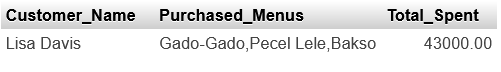 Customer_Name Purchased_Menus Total_Spent
Lisa Davis Gado-Gado,Pecel Lele,Bakso 43000.00